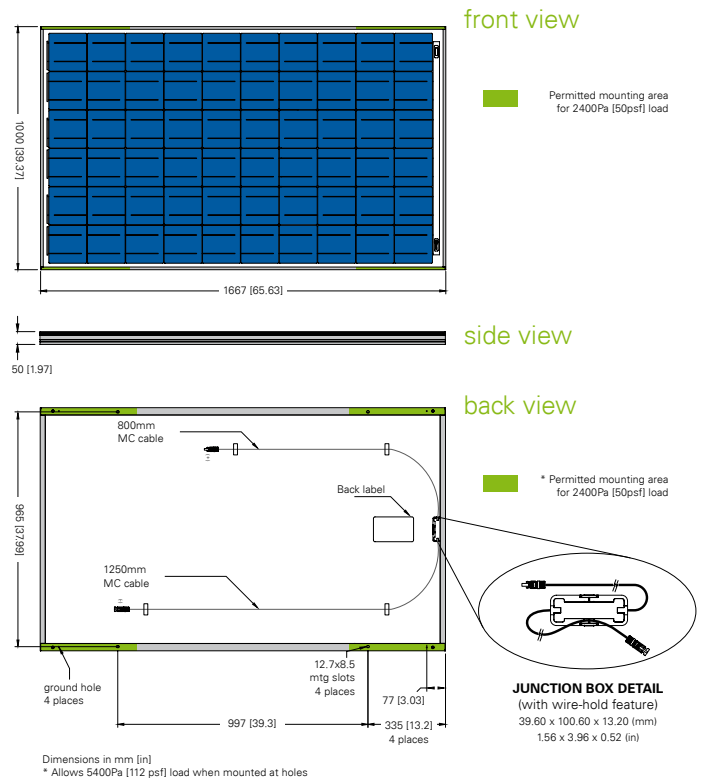 front view
Permitted mounting area
for 2400Pa [50psf] load
1000 [39.37]
1667 [65.63]
side view
50 [1.97]
back view
800mm
MC cable
* Permitted mounting area
for 2400Pa [50psf] load
Back label
965 [37.99]
1250mm
MC cable
ground hole
4 places
12.7x8.5
mtg slots
4 places
77 [3.03]
997 [39.3]
335 [13.2]
4 places
JUNCTION BOX DETAIL
(with wire-hold feature)
39.60 x 100.60 x 13.20 (mm)
1.56 x 3.96 x 0.52 (in)
Dimensions in mm [in]
* Allows 5400Pa [112 psf] load when mounted at holes